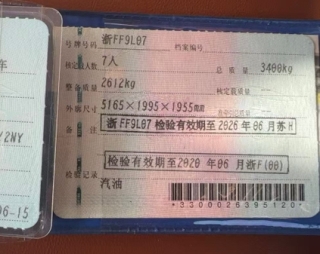 车
2Y2NY
06-15
号牌号码 浙FF9L07 档案编号
核定载人数 7人 总质量 3400kg
整备质量 2612kg 核定载质量
外廓尺寸 5165×1995×1955mm
备注 浙FF9L07 检验有效期至2026年06月苏H
检验有效期至2020年06月浙F(00)
检验记录
汽油
*3300026395120*